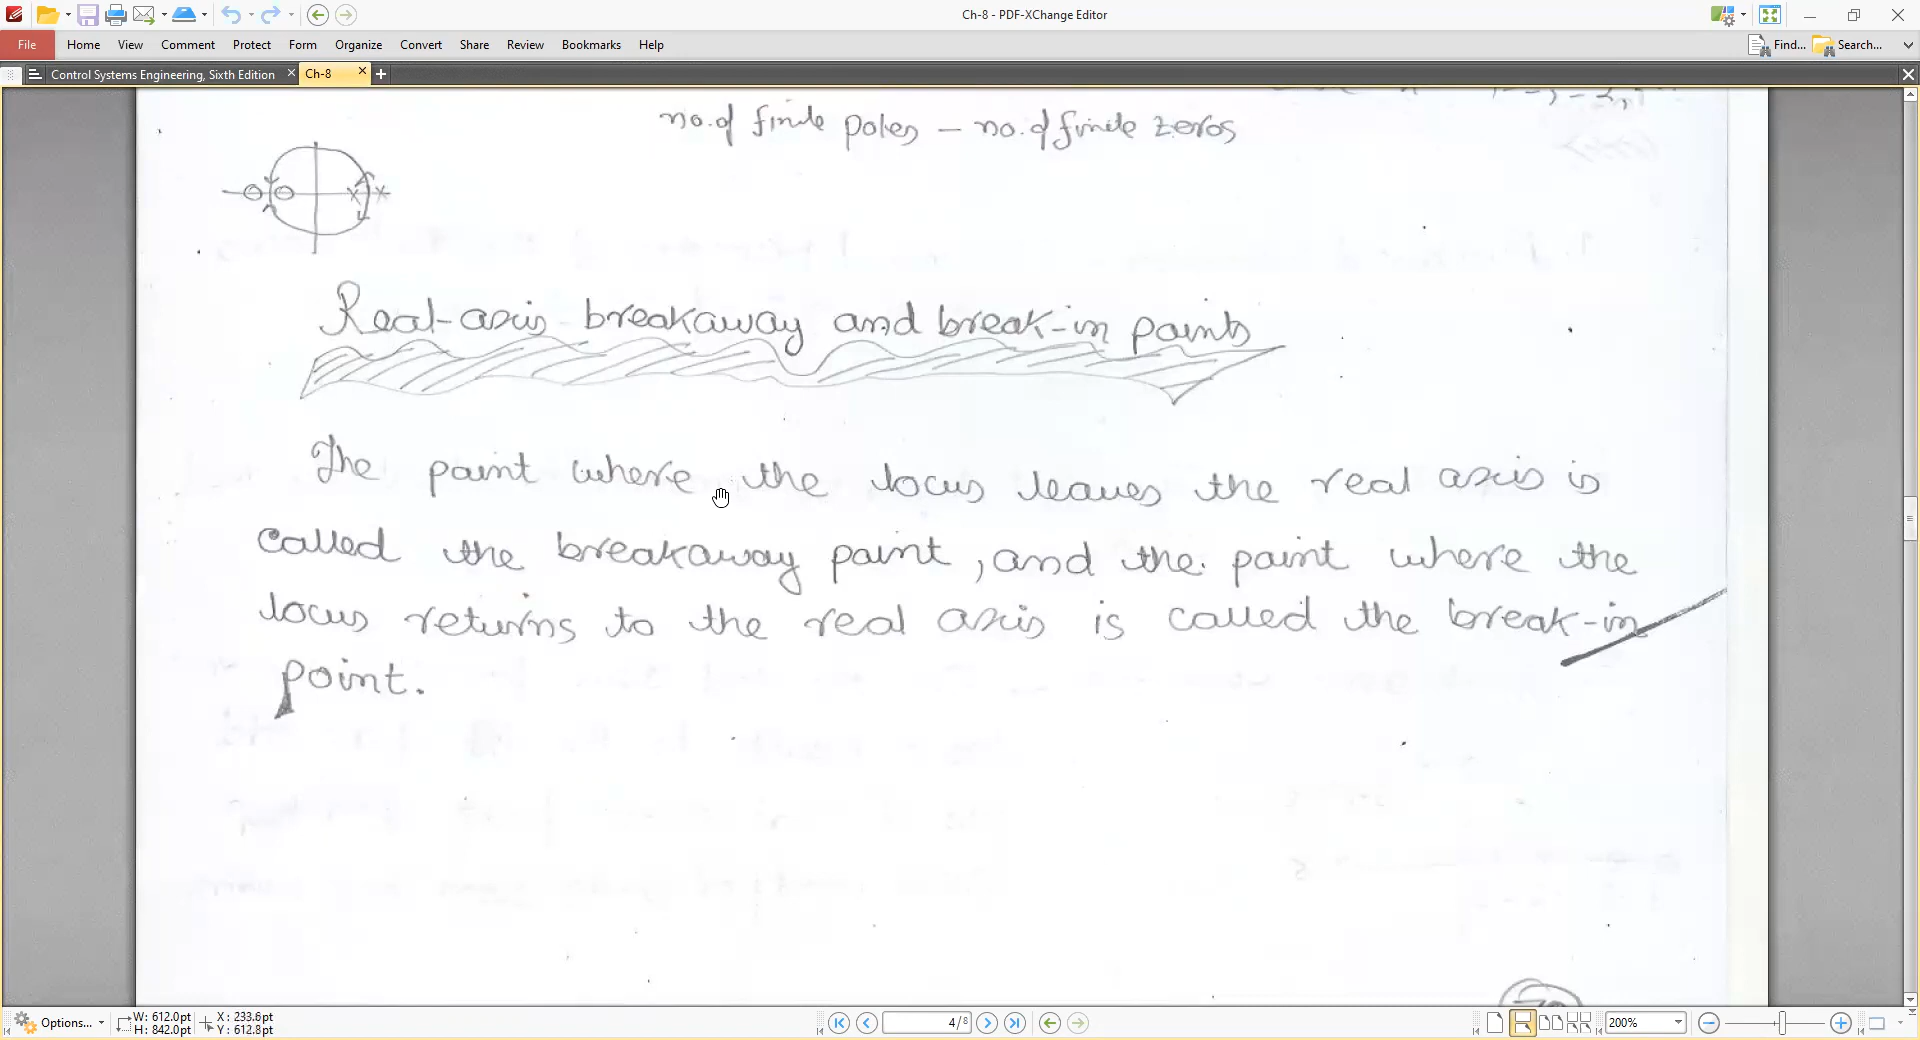 Ch-8 - PDF-XChange Editor
File Home View Comment Protect Form Organize Convert Share Review Bookmarks Help Find... Search...
Control Systems Engineering, Sixth Edition Ch-8
no. of finite poles - no. of finite zeros
Real-axis breakaway and break-in points
The point where the locus leaves the real axis is
called the breakaway point, and the point where the
locus returns to the real axis is called the break-in
point.
Options... W: 612.0pt X: 233.6pt 4/8 200%
H: 842.0pt Y: 612.8pt